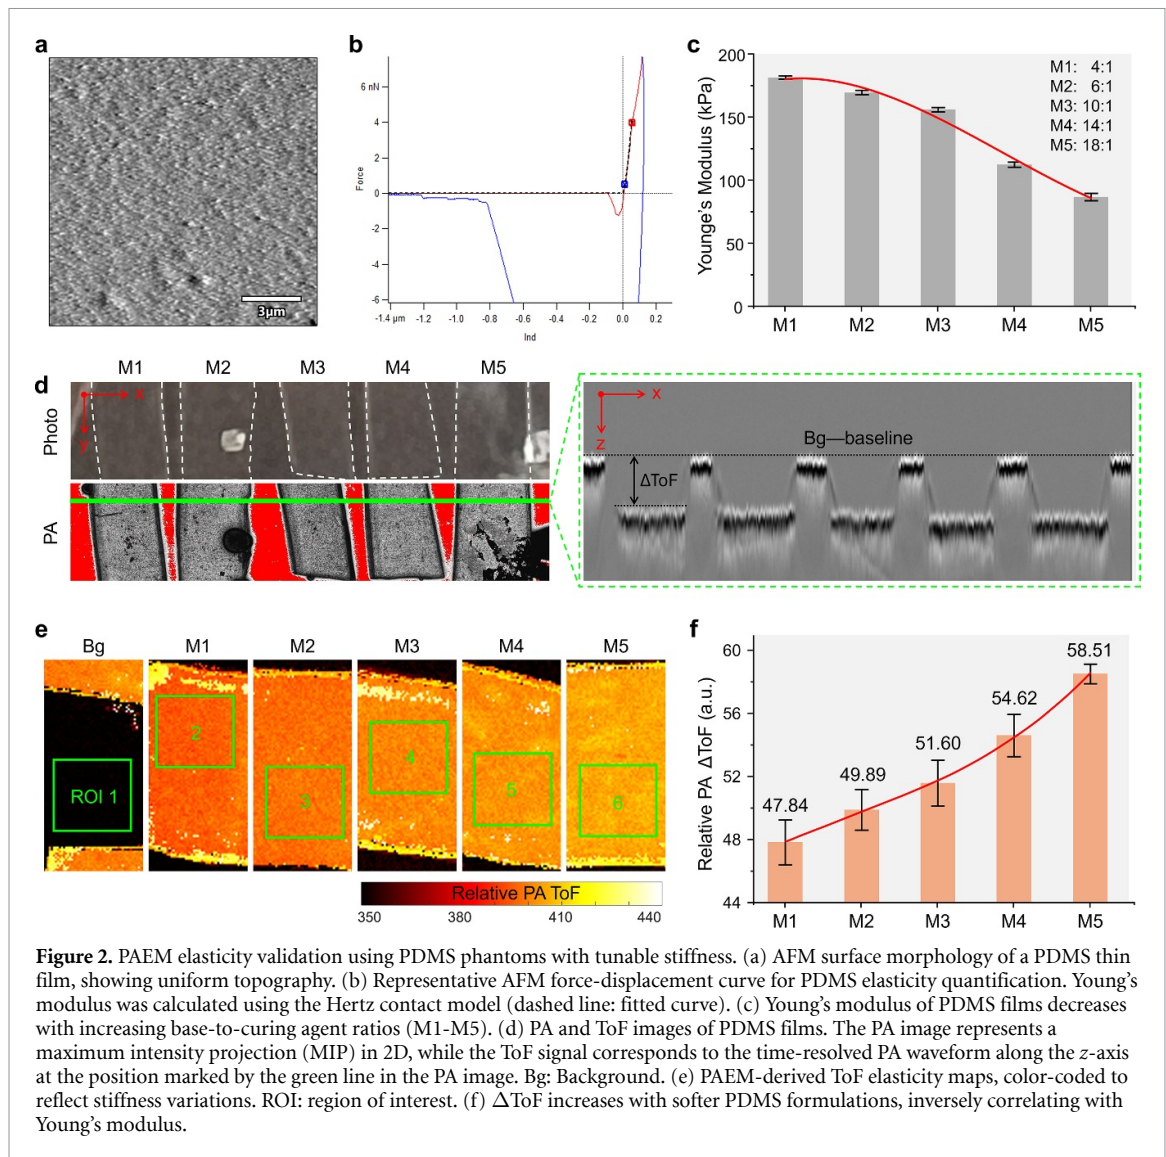 a
3μm
b
6 nN
4
2
0
-2
-4
-6
Force
-1.4 μm
-1.2
-1.0
-0.8
-0.6
-0.4
-0.2
0.0
0.2
Ind
c
200
150
100
50
0
Younge's Modulus (kPa)
M1: 4:1
M2: 6:1
M3: 10:1
M4: 14:1
M5: 18:1
M1 M2 M3 M4 M5
d
M1 M2 M3 M4 M5
Photo
x
y
PA
x
z
Bg—baseline
ΔToF
e
Bg M1 M2 M3 M4 M5
ROI 1
2
3
4
5
6
Relative PA ToF
350 380 410 440
f
60
56
52
48
44
Relative PA ΔToF (a.u.)
47.84
49.89
51.60
54.62
58.51
M1 M2 M3 M4 M5
Figure 2. PAEM elasticity validation using PDMS phantoms with tunable stiffness. (a) AFM surface morphology of a PDMS thin
film, showing uniform topography. (b) Representative AFM force-displacement curve for PDMS elasticity quantification. Young's
modulus was calculated using the Hertz contact model (dashed line: fitted curve). (c) Young's modulus of PDMS films decreases
with increasing base-to-curing agent ratios (M1-M5). (d) PA and ToF images of PDMS films. The PA image represents a
maximum intensity projection (MIP) in 2D, while the ToF signal corresponds to the time-resolved PA waveform along the z-axis
at the position marked by the green line in the PA image. Bg: Background. (e) PAEM-derived ToF elasticity maps, color-coded to
reflect stiffness variations. ROI: region of interest. (f) ΔToF increases with softer PDMS formulations, inversely correlating with
Young's modulus.